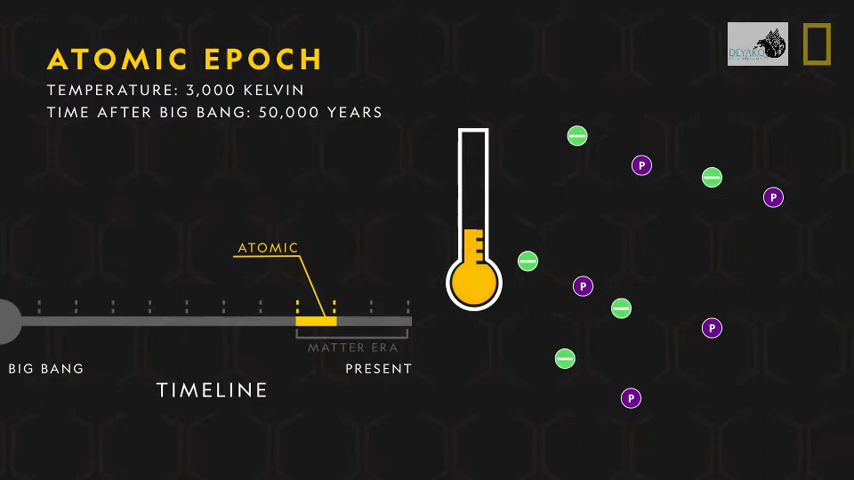 ATOMIC EPOCH
TEMPERATURE: 3,000 KELVIN
TIME AFTER BIG BANG: 50,000 YEARS
P
P
ATOMIC
P
P
MATTER ERA
BIG BANG
PRESENT
TIMELINE
P